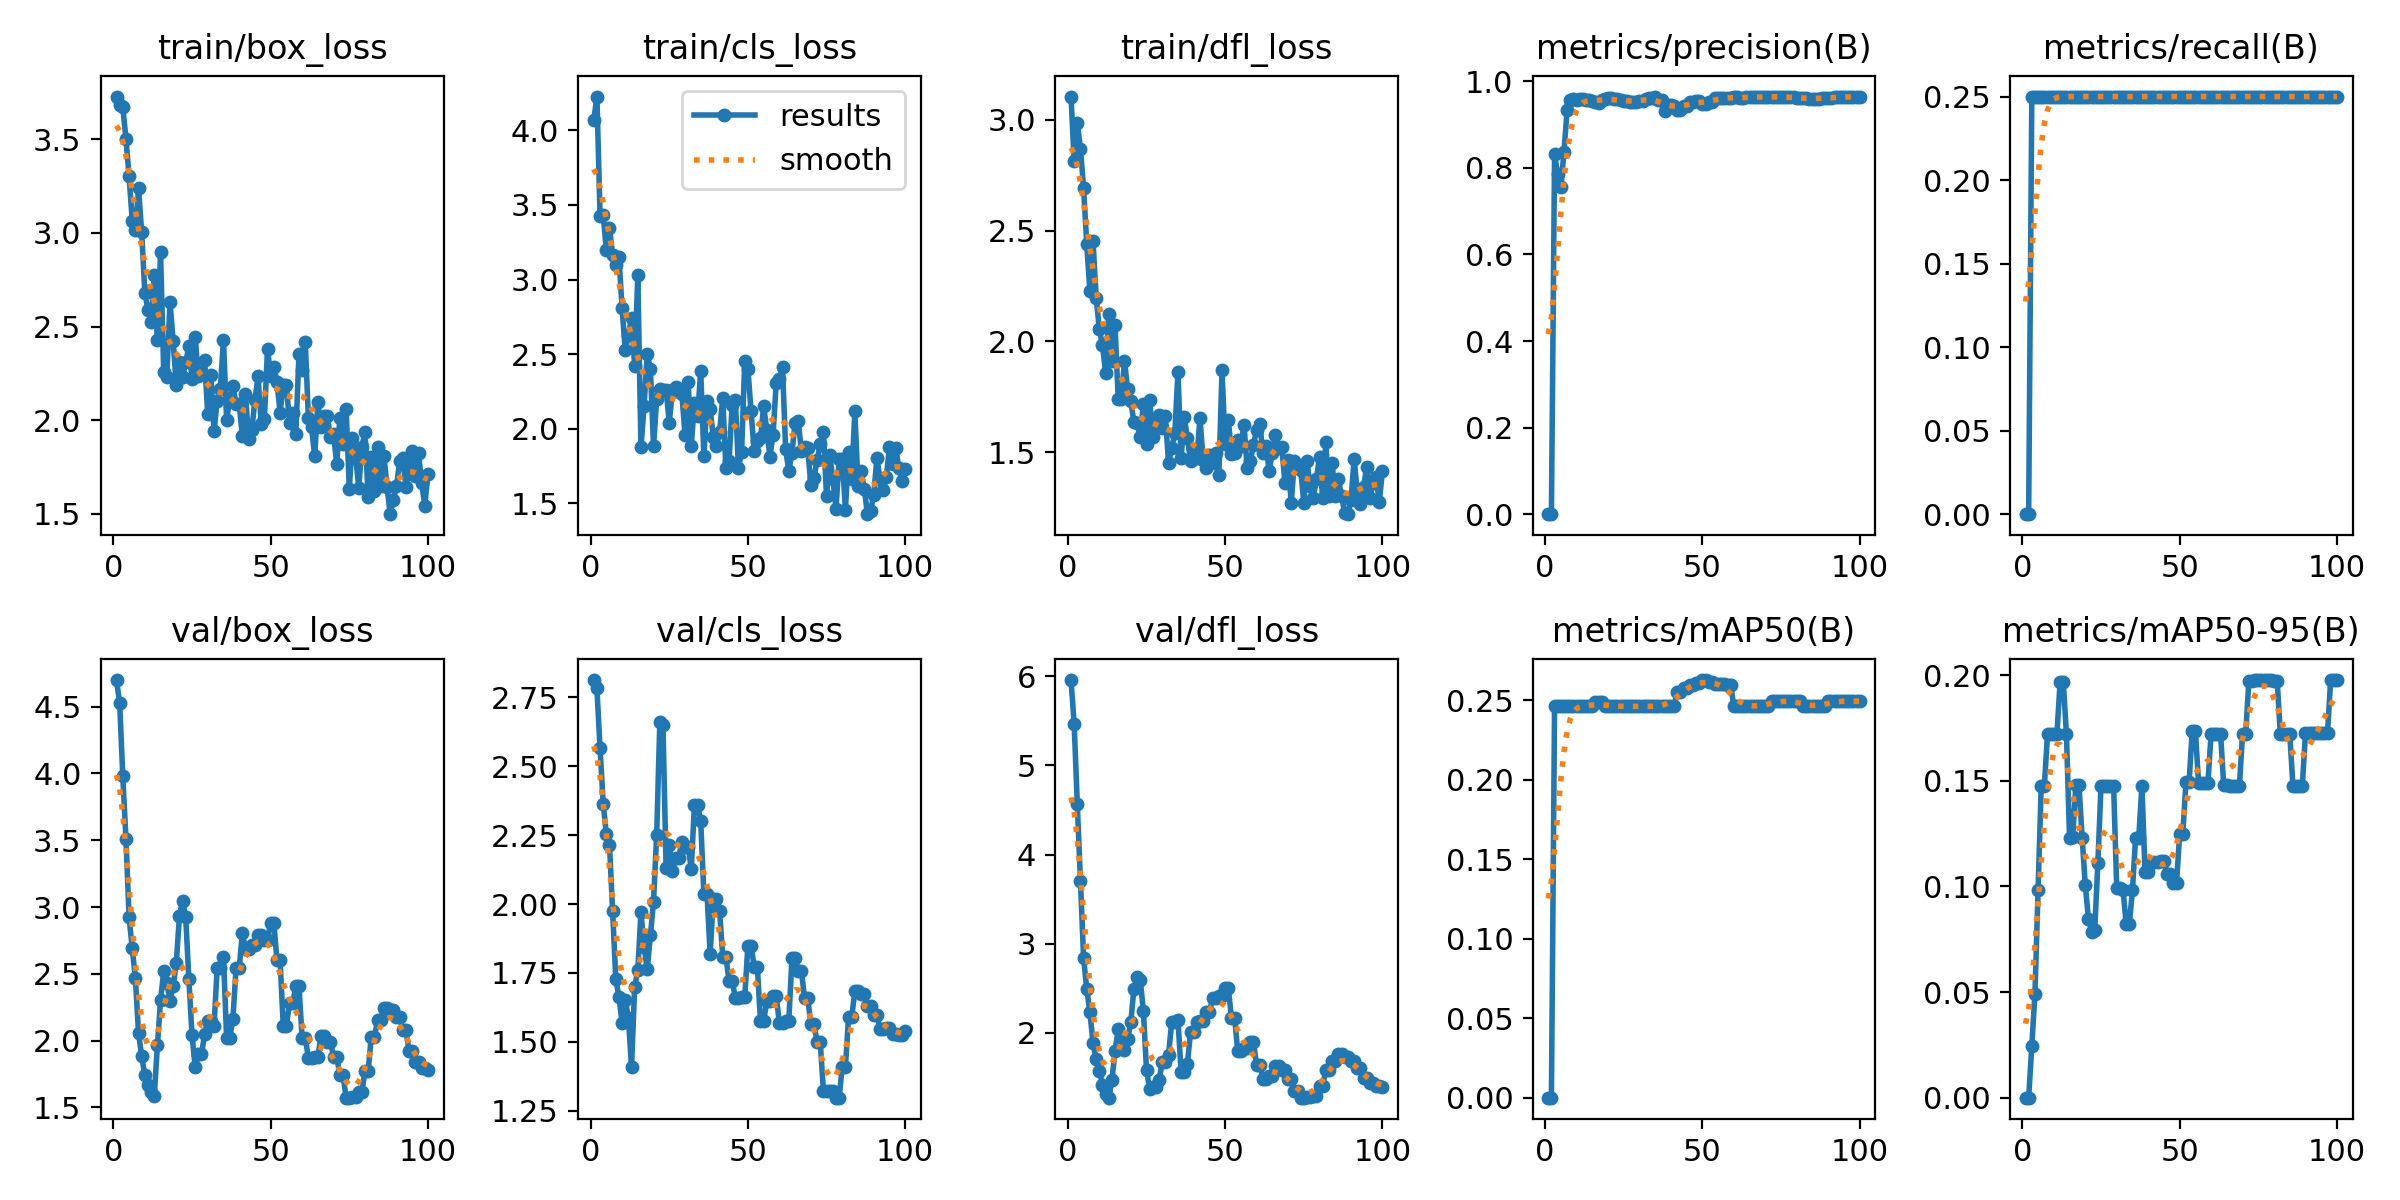 train/box_loss
3.5
3.0
2.5
2.0
1.5
0 50 100
train/cls_loss
results
smooth
4.0
3.5
3.0
2.5
2.0
1.5
0 50 100
train/dfl_loss
3.0
2.5
2.0
1.5
0 50 100
metrics/precision(B)
1.0
0.8
0.6
0.4
0.2
0.0
0 50 100
metrics/recall(B)
0.25
0.20
0.15
0.10
0.05
0.00
0 50 100
val/box_loss
4.5
4.0
3.5
3.0
2.5
2.0
1.5
0 50 100
val/cls_loss
2.75
2.50
2.25
2.00
1.75
1.50
1.25
0 50 100
val/dfl_loss
6
5
4
3
2
0 50 100
metrics/mAP50(B)
0.25
0.20
0.15
0.10
0.05
0.00
0 50 100
metrics/mAP50-95(B)
0.20
0.15
0.10
0.05
0.00
0 50 100